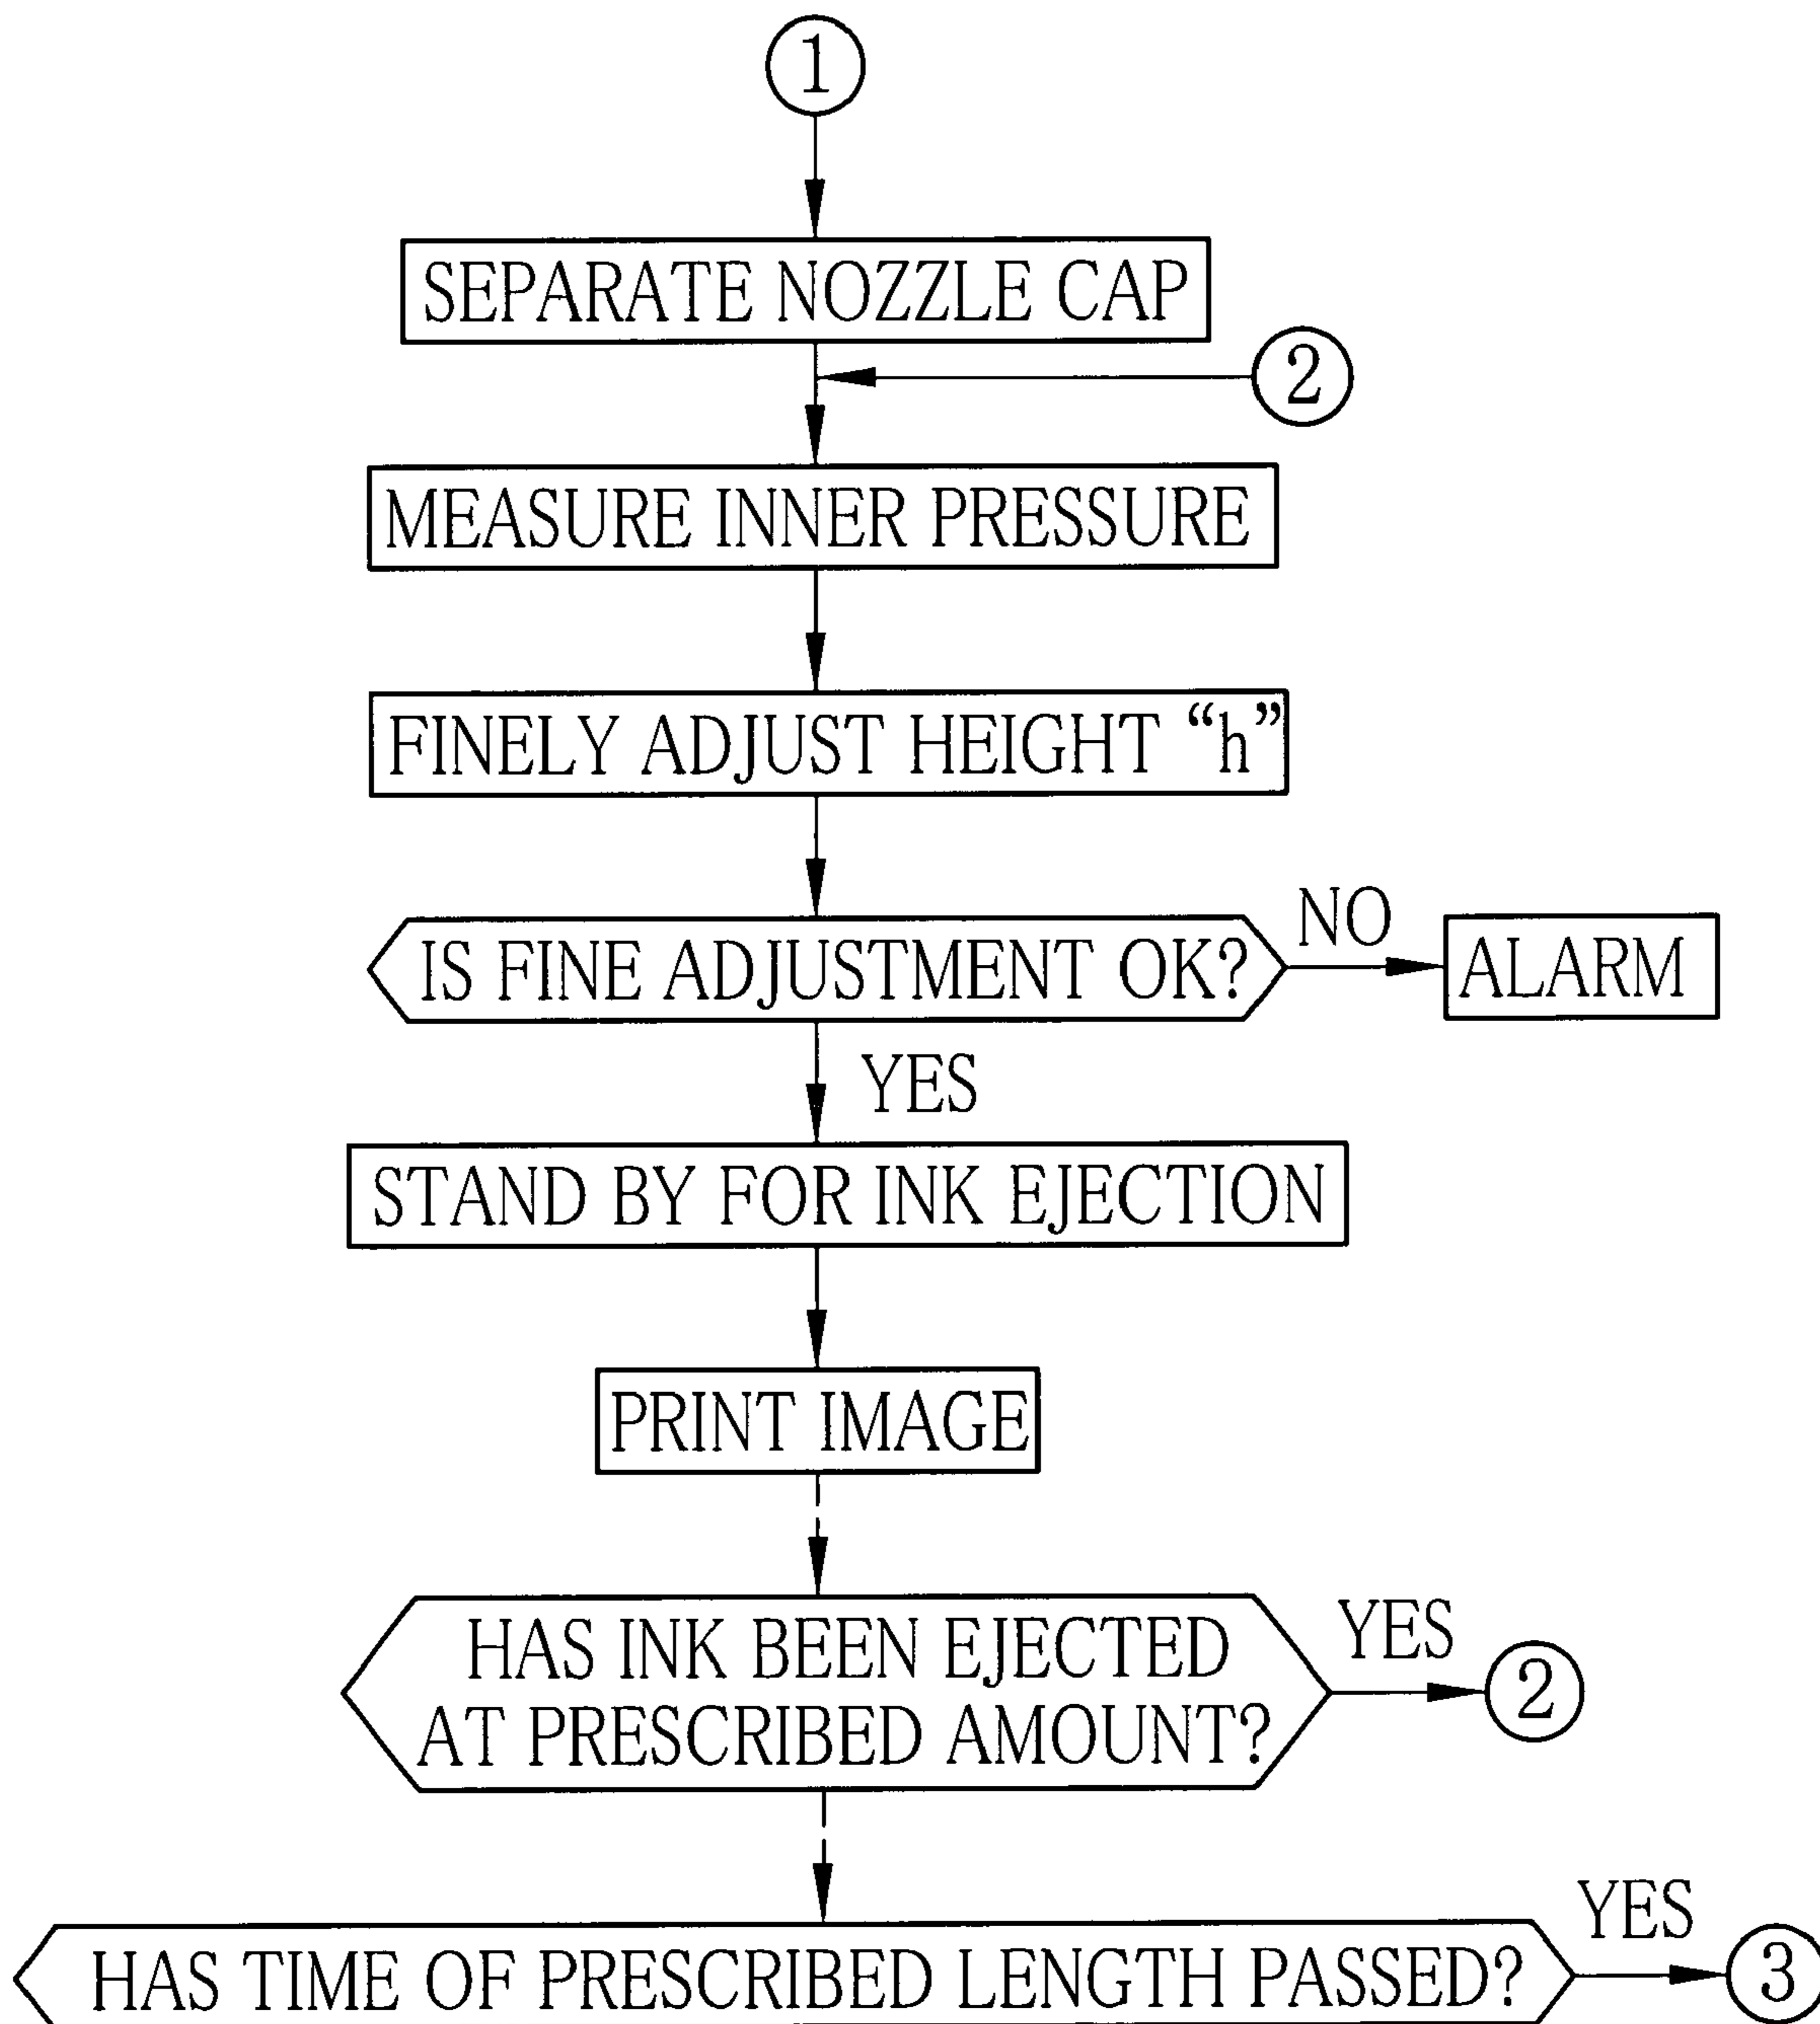 1
SEPARATE NOZZLE CAP
2
MEASURE INNER PRESSURE
FINELY ADJUST HEIGHT “h”
IS FINE ADJUSTMENT OK?
NO
ALARM
YES
STAND BY FOR INK EJECTION
PRINT IMAGE
HAS INK BEEN EJECTED
AT PRESCRIBED AMOUNT?
YES
2
HAS TIME OF PRESCRIBED LENGTH PASSED?
YES
3